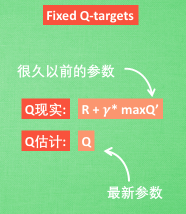 Fixed Q-targets
很久以前的参数
Q现实: R + γ* maxQ′
Q估计: Q
最新参数